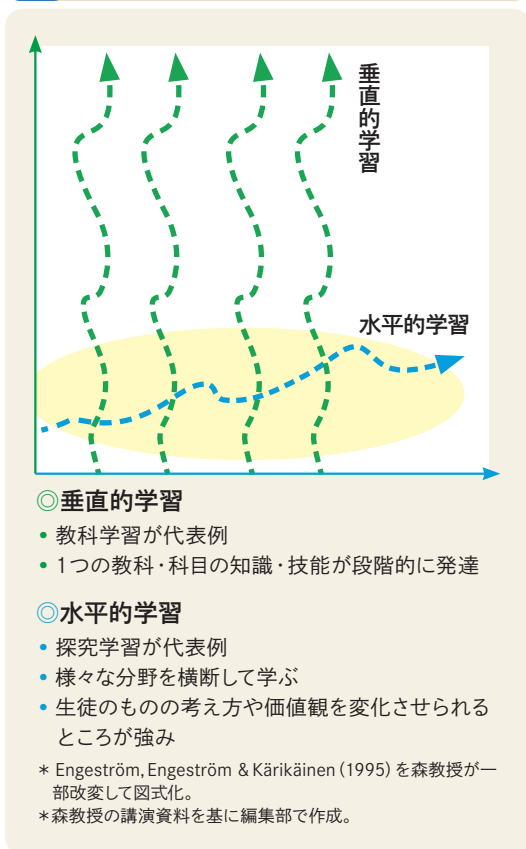 垂直的学習
水平的学習
◎垂直的学習
• 教科学習が代表例
• 1つの教科・科目の知識・技能が段階的に発達
◎水平的学習
• 探究学習が代表例
• 様々な分野を横断して学ぶ
• 生徒のものの考え方や価値観を変化させられる
ところが強み
＊ Engeström, Engeström & Kärikäinen (1995) を森教授が一
部改変して図式化。
＊森教授の講演資料を基に編集部で作成。